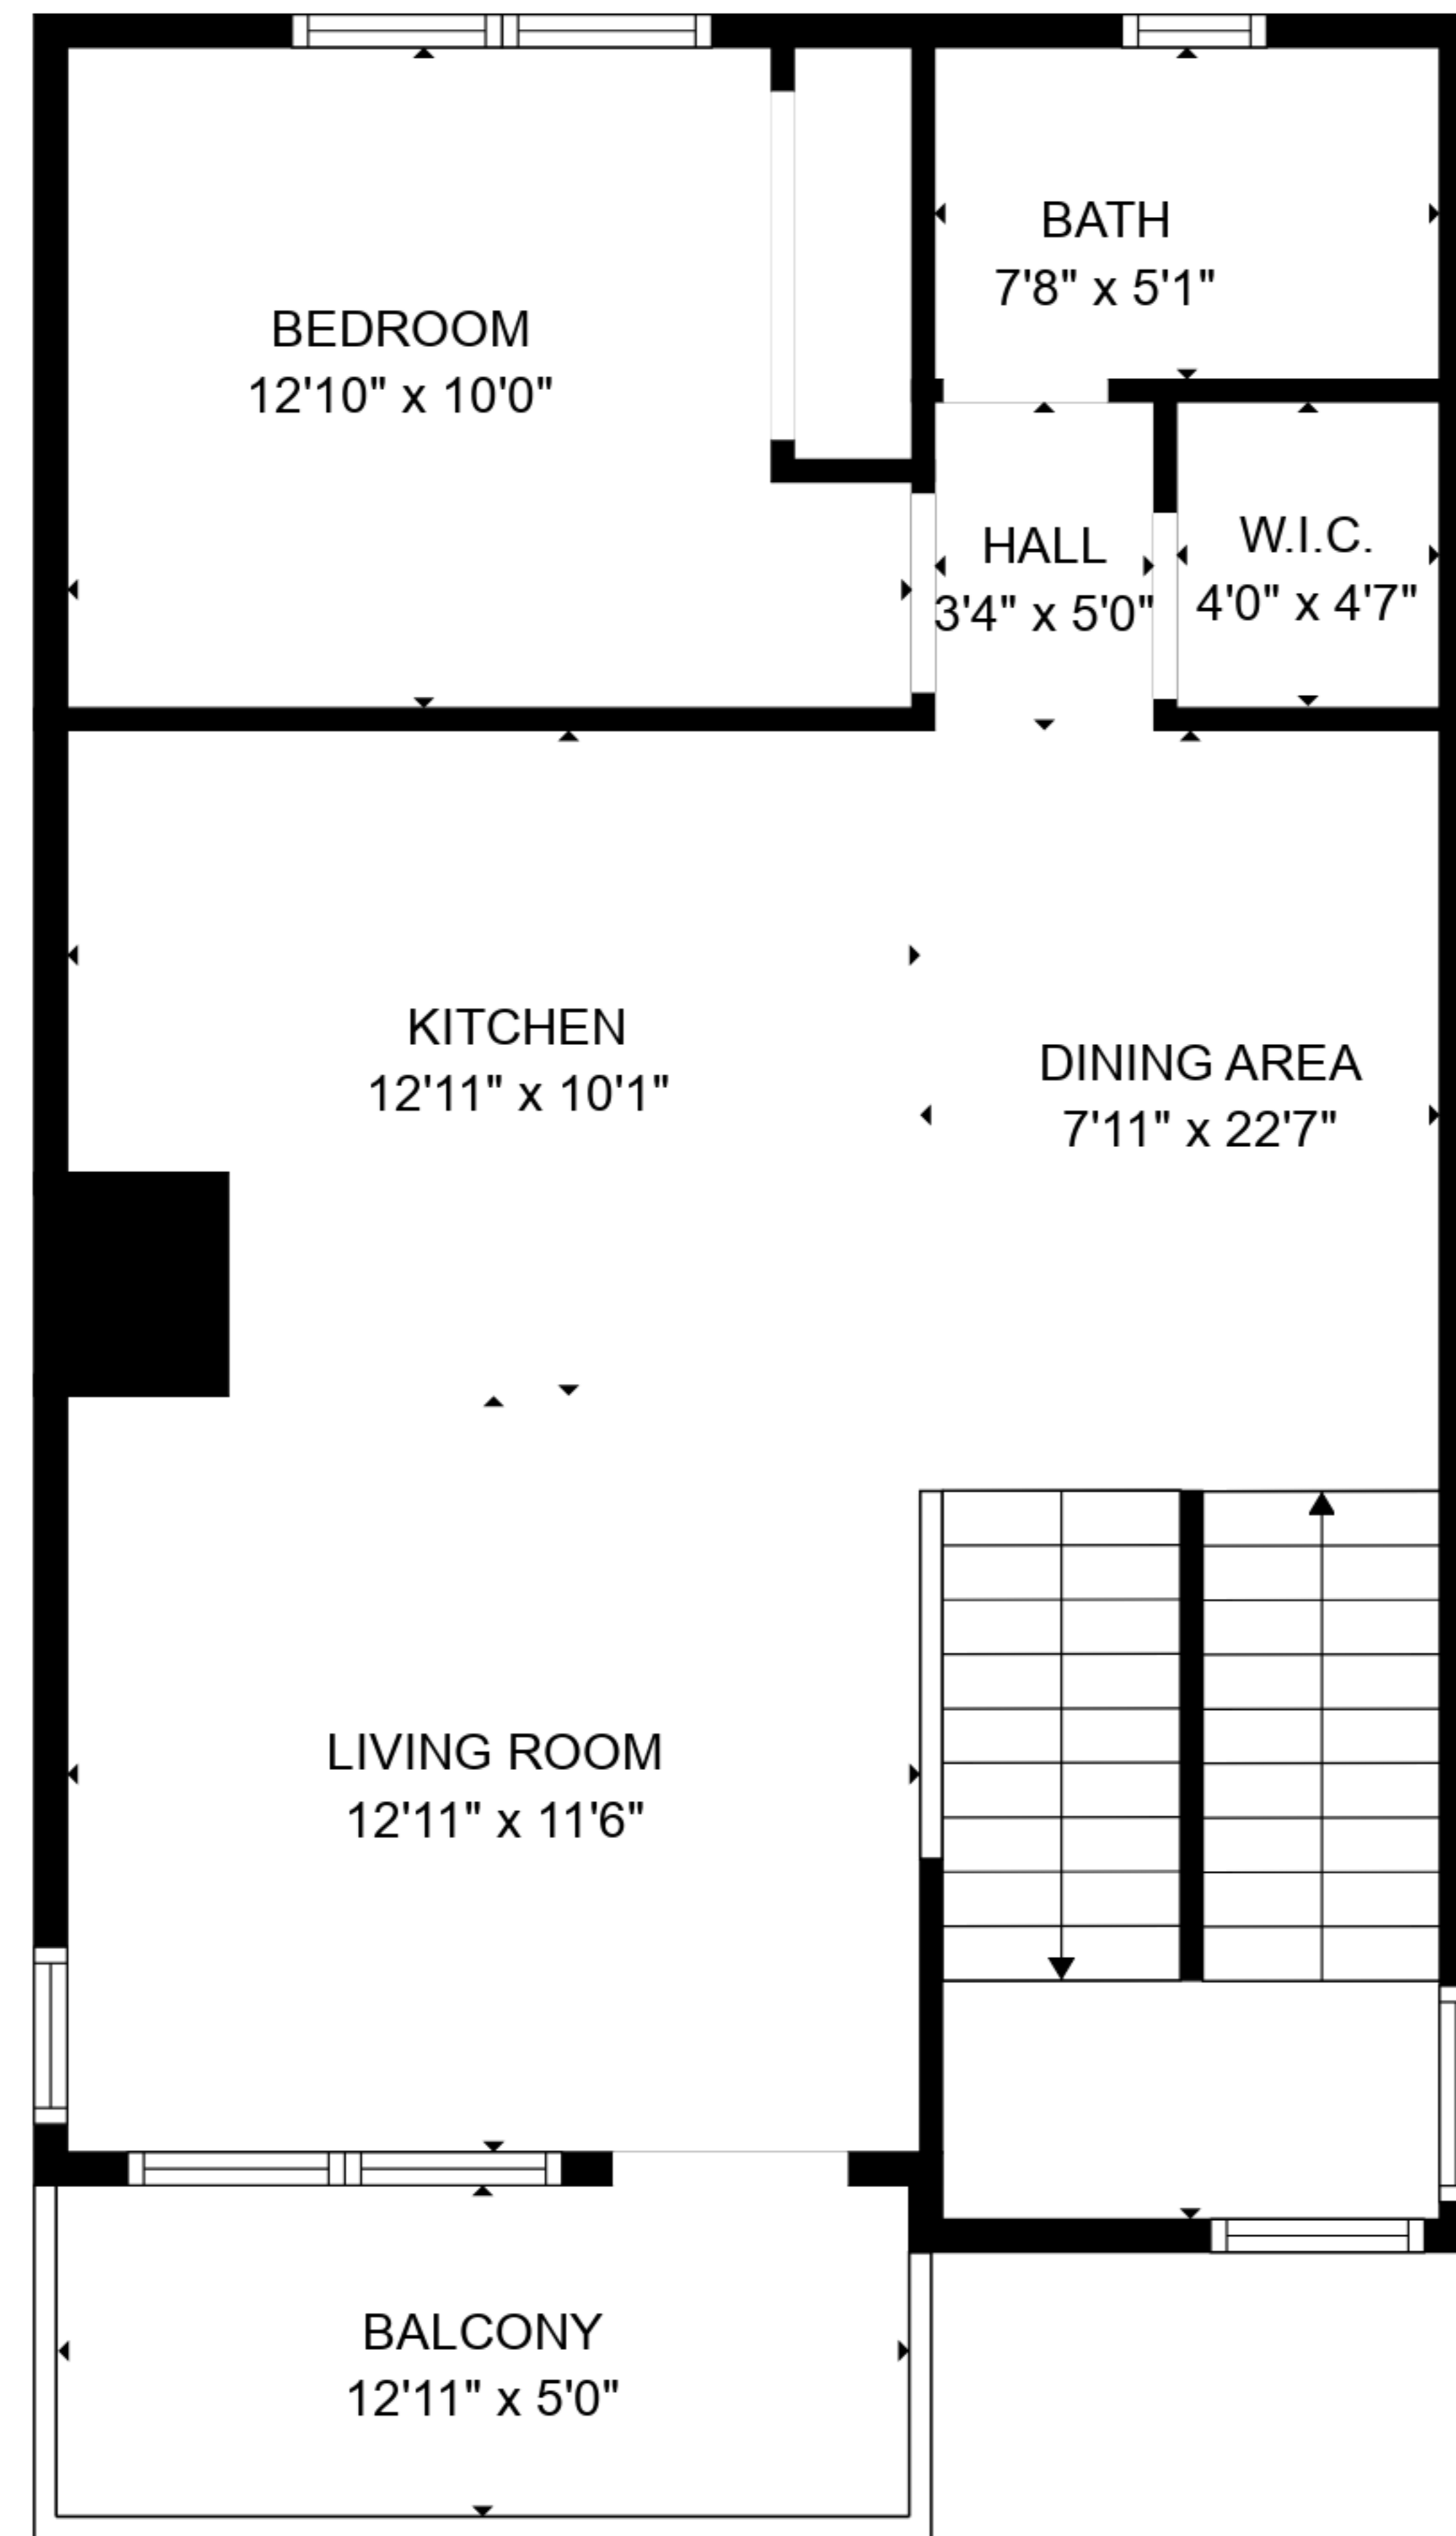 BATH
7'8" x 5'1"
BEDROOM
12'10" x 10'0"
HALL
3'4" x 5'0"
W.I.C.
4'0" x 4'7"
KITCHEN
12'11" x 10'1"
DINING AREA
7'11" x 22'7"
LIVING ROOM
12'11" x 11'6"
BALCONY
12'11" x 5'0"